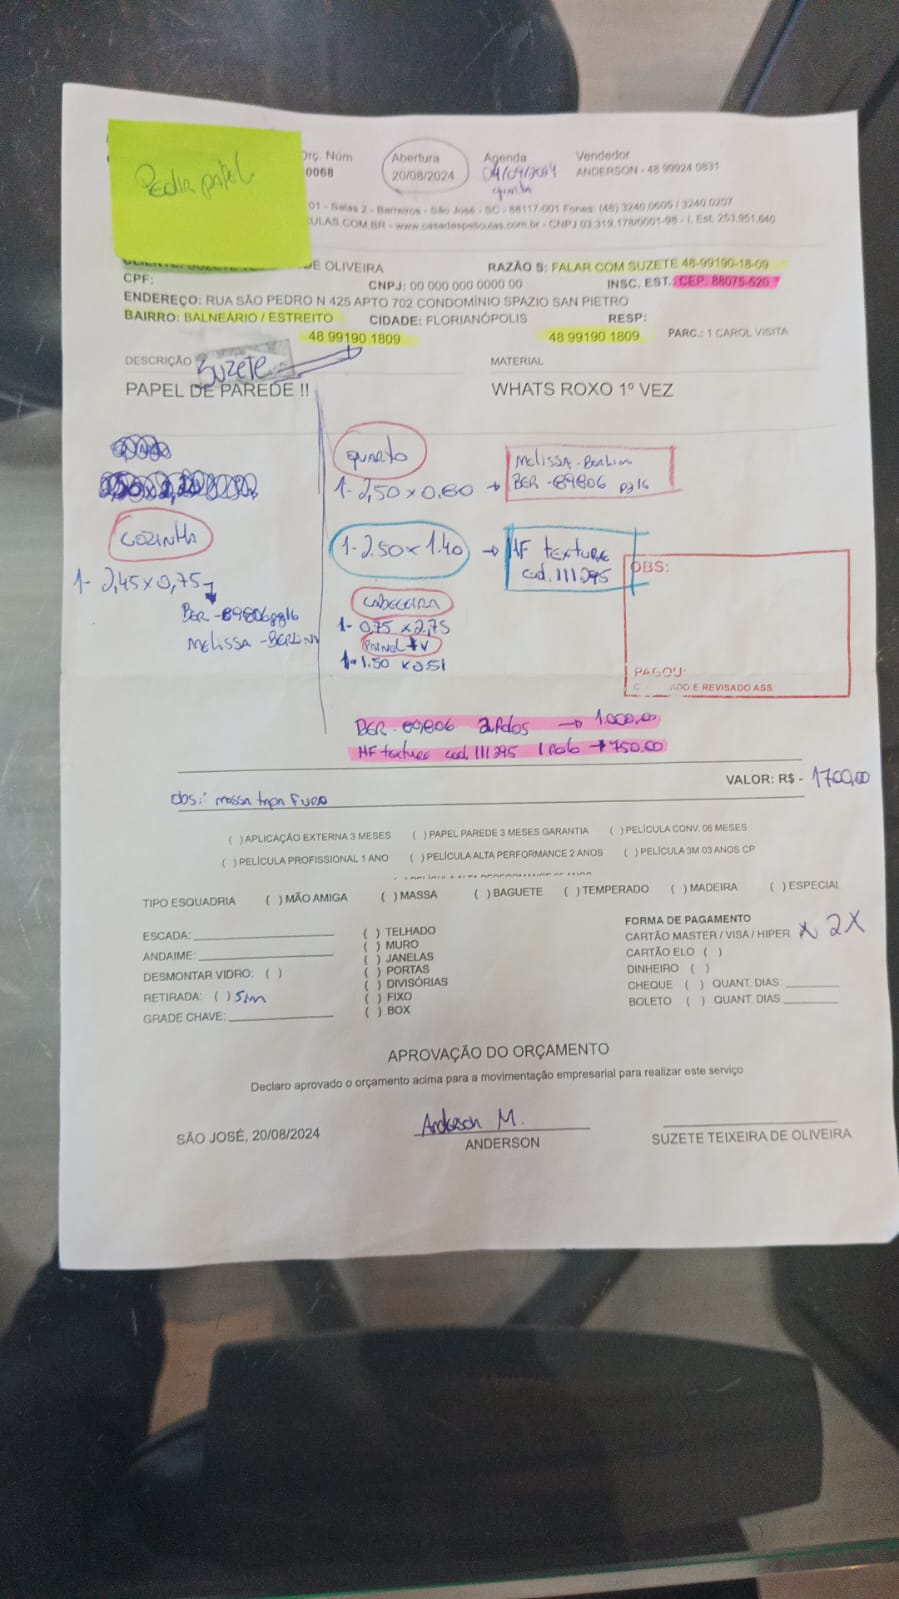 Pedir papel
Orç. Núm
0068
Abertura
20/08/2024
Agenda
04/09/2024
quinta
Vendedor
ANDERSON - 48 99924 0831
01 - Salas 2 - Barreiros - São José - SC - 88117-001 Fones: (48) 3240.0605 / 3240.0207
ULAS.COM.BR - www.casadaspeliculas.com.br - CNPJ 03.319.178/0001-98 - I. Est. 253.951.640
CLIENTE: SUZETE DE OLIVEIRA
RAZÃO S: FALAR COM SUZETE 48-99190-18-09
CPF:
CNPJ: 00 000 000 0000 00
INSC. EST.: CEP. 88075-520
ENDEREÇO: RUA SÃO PEDRO N 425 APTO 702 CONDOMÍNIO SPAZIO SAN PIETRO
BAIRRO: BALNEÁRIO / ESTREITO
CIDADE: FLORIANÓPOLIS
RESP:
48 99190 1809
48 99190 1809
PARC.: 1 CAROL VISITA
DESCRIÇÃO
Suzete
MATERIAL
PAPEL DE PAREDE !!
WHATS ROXO 1º VEZ
quarto
1- 2,50 x 0,80 →
Melissa - Berlim
BER - 89806 pg16
1- 2.50 x 1.40 →
HF texture
cod. 111295
COZINHA
1- 2,45 x 0,75
BER - 89806 pg16
MELISSA - BERLIM
CABECEIRA
1- 0,75 x 2,75
PAINEL TV
1- 1.50 x 0,51
OBS:
PAGOU:
ADO E REVISADO ASS
BER. 89806 2 rolos → 1.000,00
HF texture cod. 111295 1 rolo → 750,00
VALOR: R$ - 1700,00
obs: massa tapa furo
( ) APLICAÇÃO EXTERNA 3 MESES ( ) PAPEL PAREDE 3 MESES GARANTIA ( ) PELÍCULA CONV. 06 MESES
( ) PELÍCULA PROFISSIONAL 1 ANO ( ) PELÍCULA ALTA PERFORMANCE 2 ANOS ( ) PELÍCULA 3M 03 ANOS CP
TIPO ESQUADRIA ( ) MÃO AMIGA ( ) MASSA ( ) BAGUETE ( ) TEMPERADO ( ) MADEIRA ( ) ESPECIAL
ESCADA:
ANDAIME:
DESMONTAR VIDRO: ( )
RETIRADA: ( ) Sim
GRADE CHAVE:
( ) TELHADO
( ) MURO
( ) JANELAS
( ) PORTAS
( ) DIVISÓRIAS
( ) FIXO
( ) BOX
FORMA DE PAGAMENTO
CARTÃO MASTER / VISA / HIPER X 2X
CARTÃO ELO ( )
DINHEIRO ( )
CHEQUE ( ) QUANT. DIAS:
BOLETO ( ) QUANT. DIAS
APROVAÇÃO DO ORÇAMENTO
Declaro aprovado o orçamento acima para a movimentação empresarial para realizar este serviço
SÃO JOSÉ, 20/08/2024
Anderson M.
ANDERSON
SUZETE TEIXEIRA DE OLIVEIRA